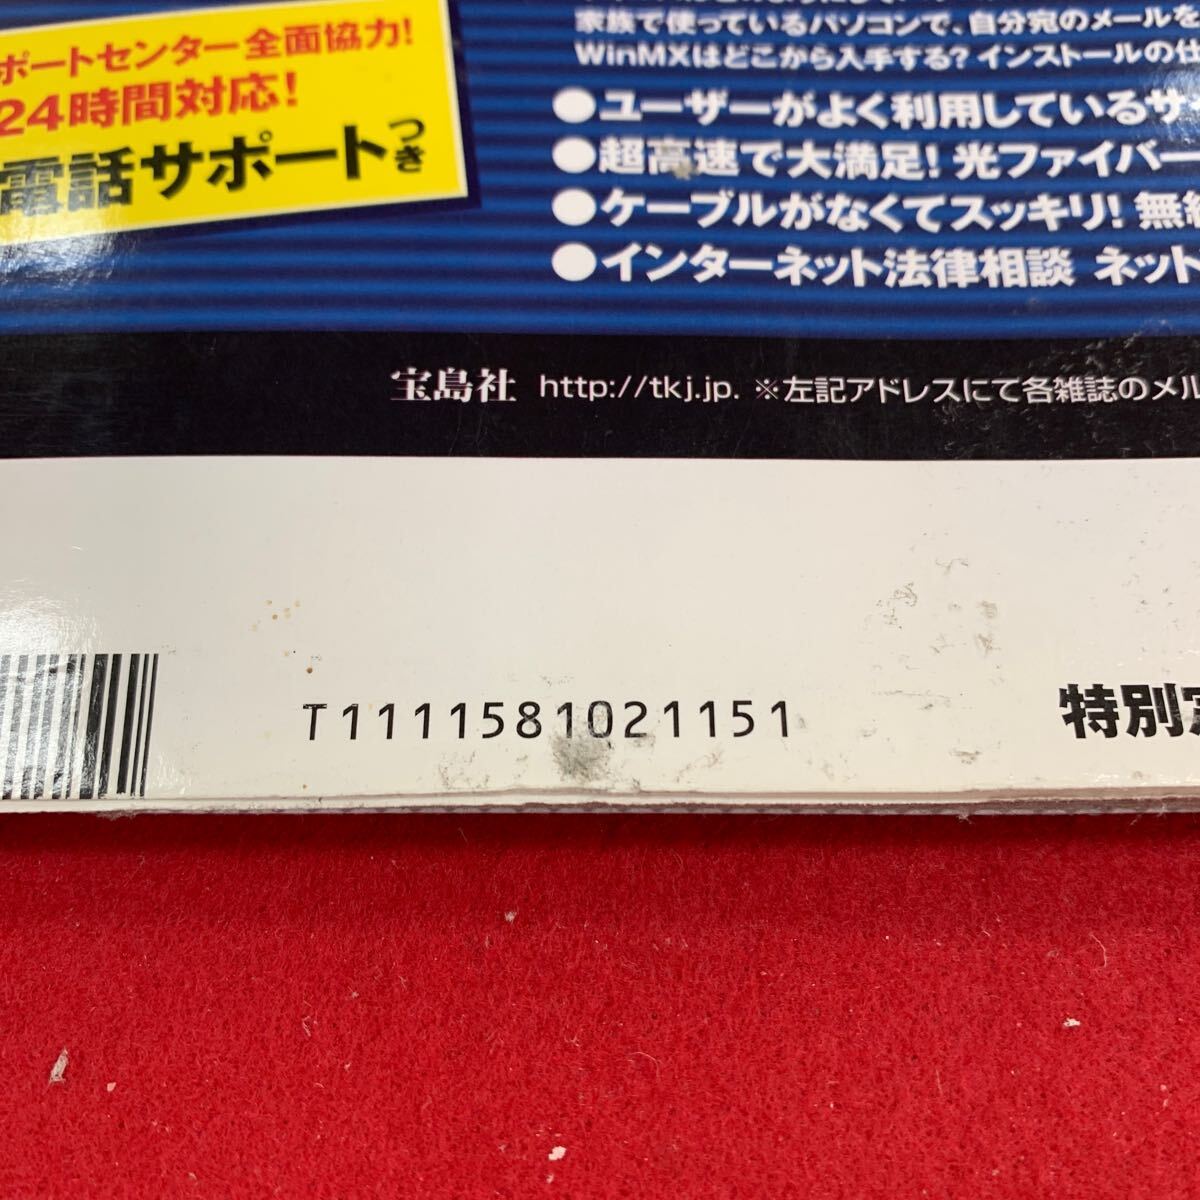 ポートセンター全面協力!
24時間対応!
電話サポートつき
家族で使っているパソコンで、自分宛のメールを
WinMXはどこから入手する? インストールの仕
●ユーザーがよく利用しているサ
●超高速で大満足! 光ファイバー
●ケーブルがなくてスッキリ! 無線
●インターネット法律相談 ネット
宝島社 http://tkj.jp. ※左記アドレスにて各雑誌のメル
T1111581021151
特別定